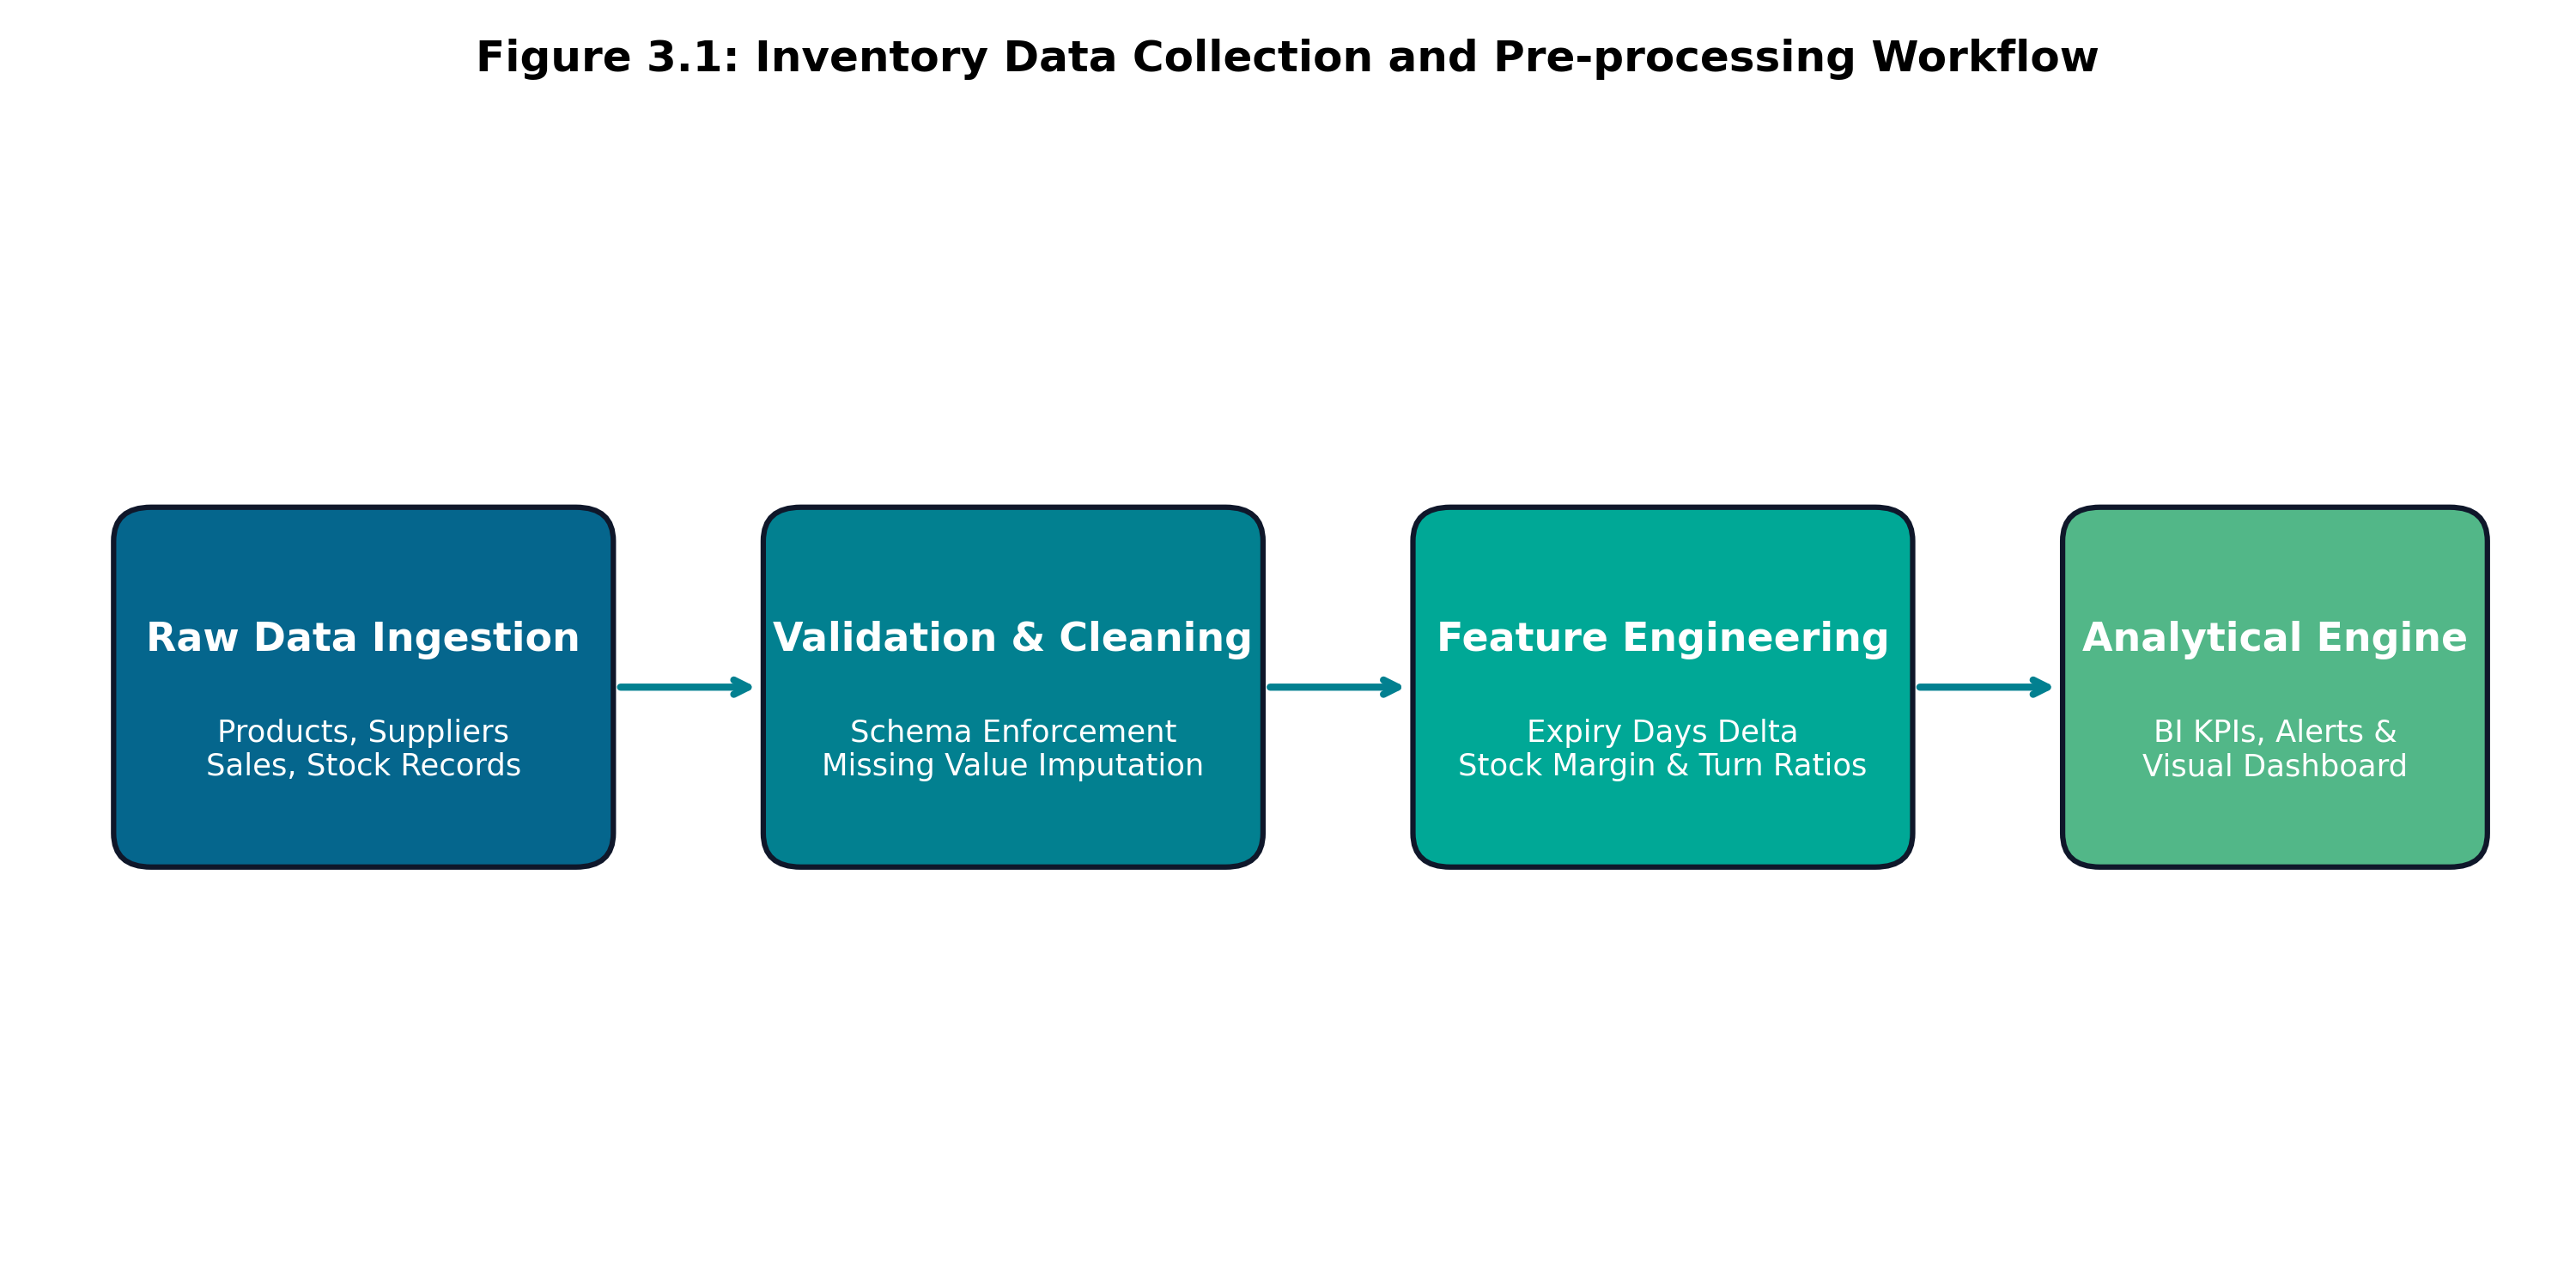 Figure 3.1: Inventory Data Collection and Pre-processing Workflow
Raw Data Ingestion
Products, Suppliers
Sales, Stock Records
Validation & Cleaning
Schema Enforcement
Missing Value Imputation
Feature Engineering
Expiry Days Delta
Stock Margin & Turn Ratios
Analytical Engine
BI KPIs, Alerts &
Visual Dashboard